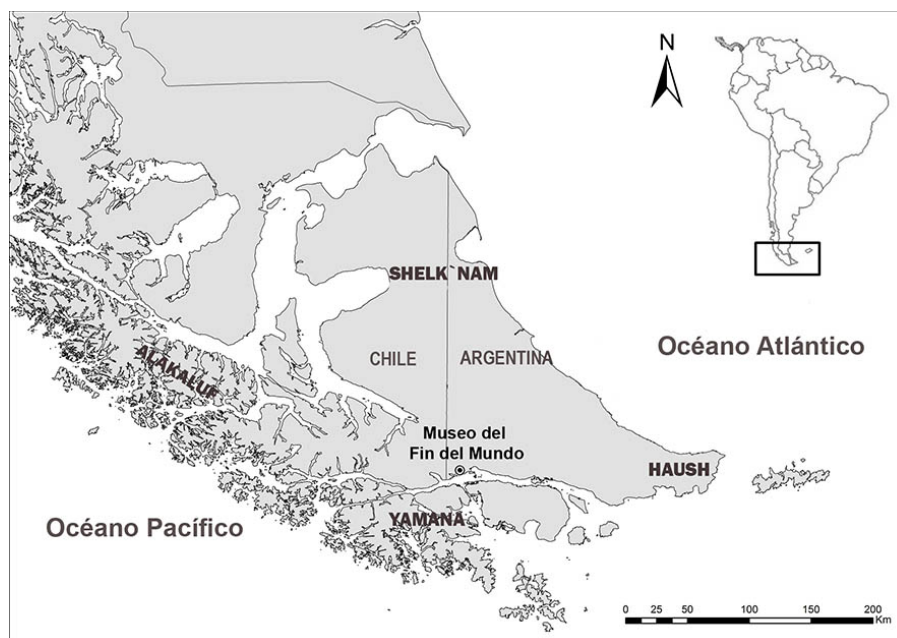 N
SHELK´NAM
Océano Atlántico
CHILE
ARGENTINA
ALAKALUF
Museo del
Fin del Mundo
HAUSH
YAMANA
Océano Pacífico
0 25 50 100 150 200
Km